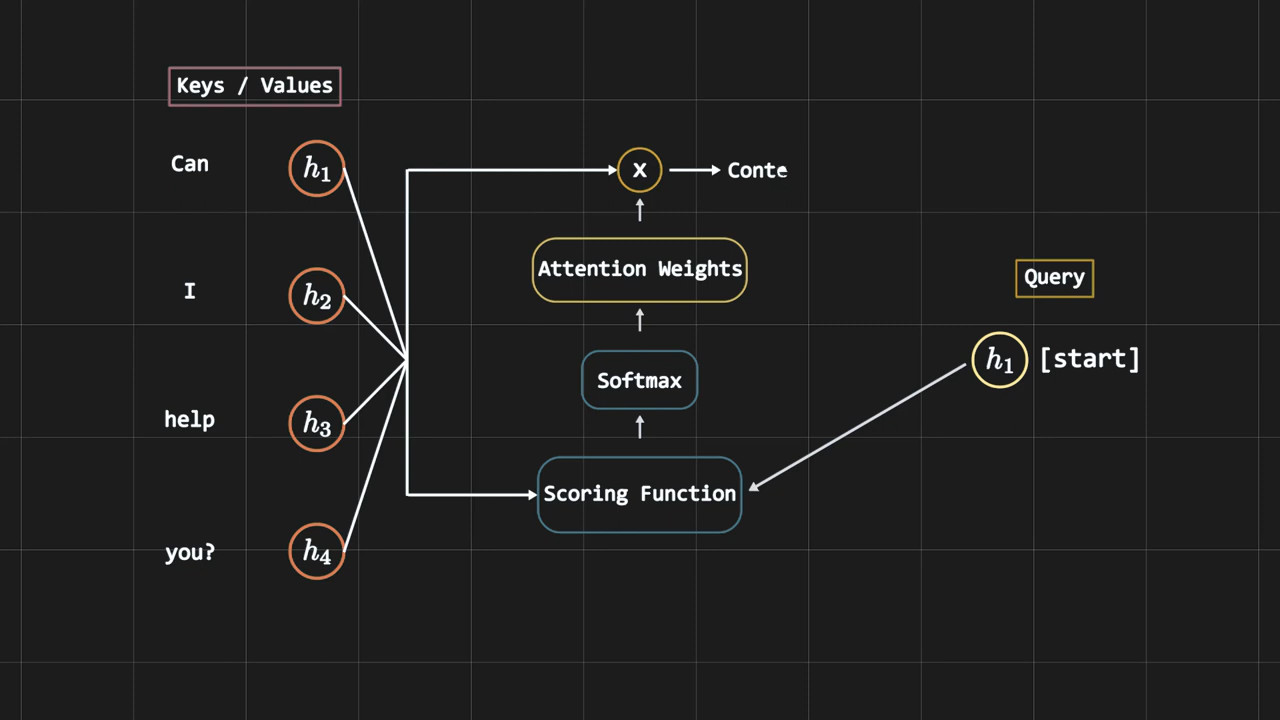 Keys / Values
Can h1
I h2
help h3
you? h4
x
Conte
Attention Weights
Softmax
Scoring Function
Query
h1 [start]